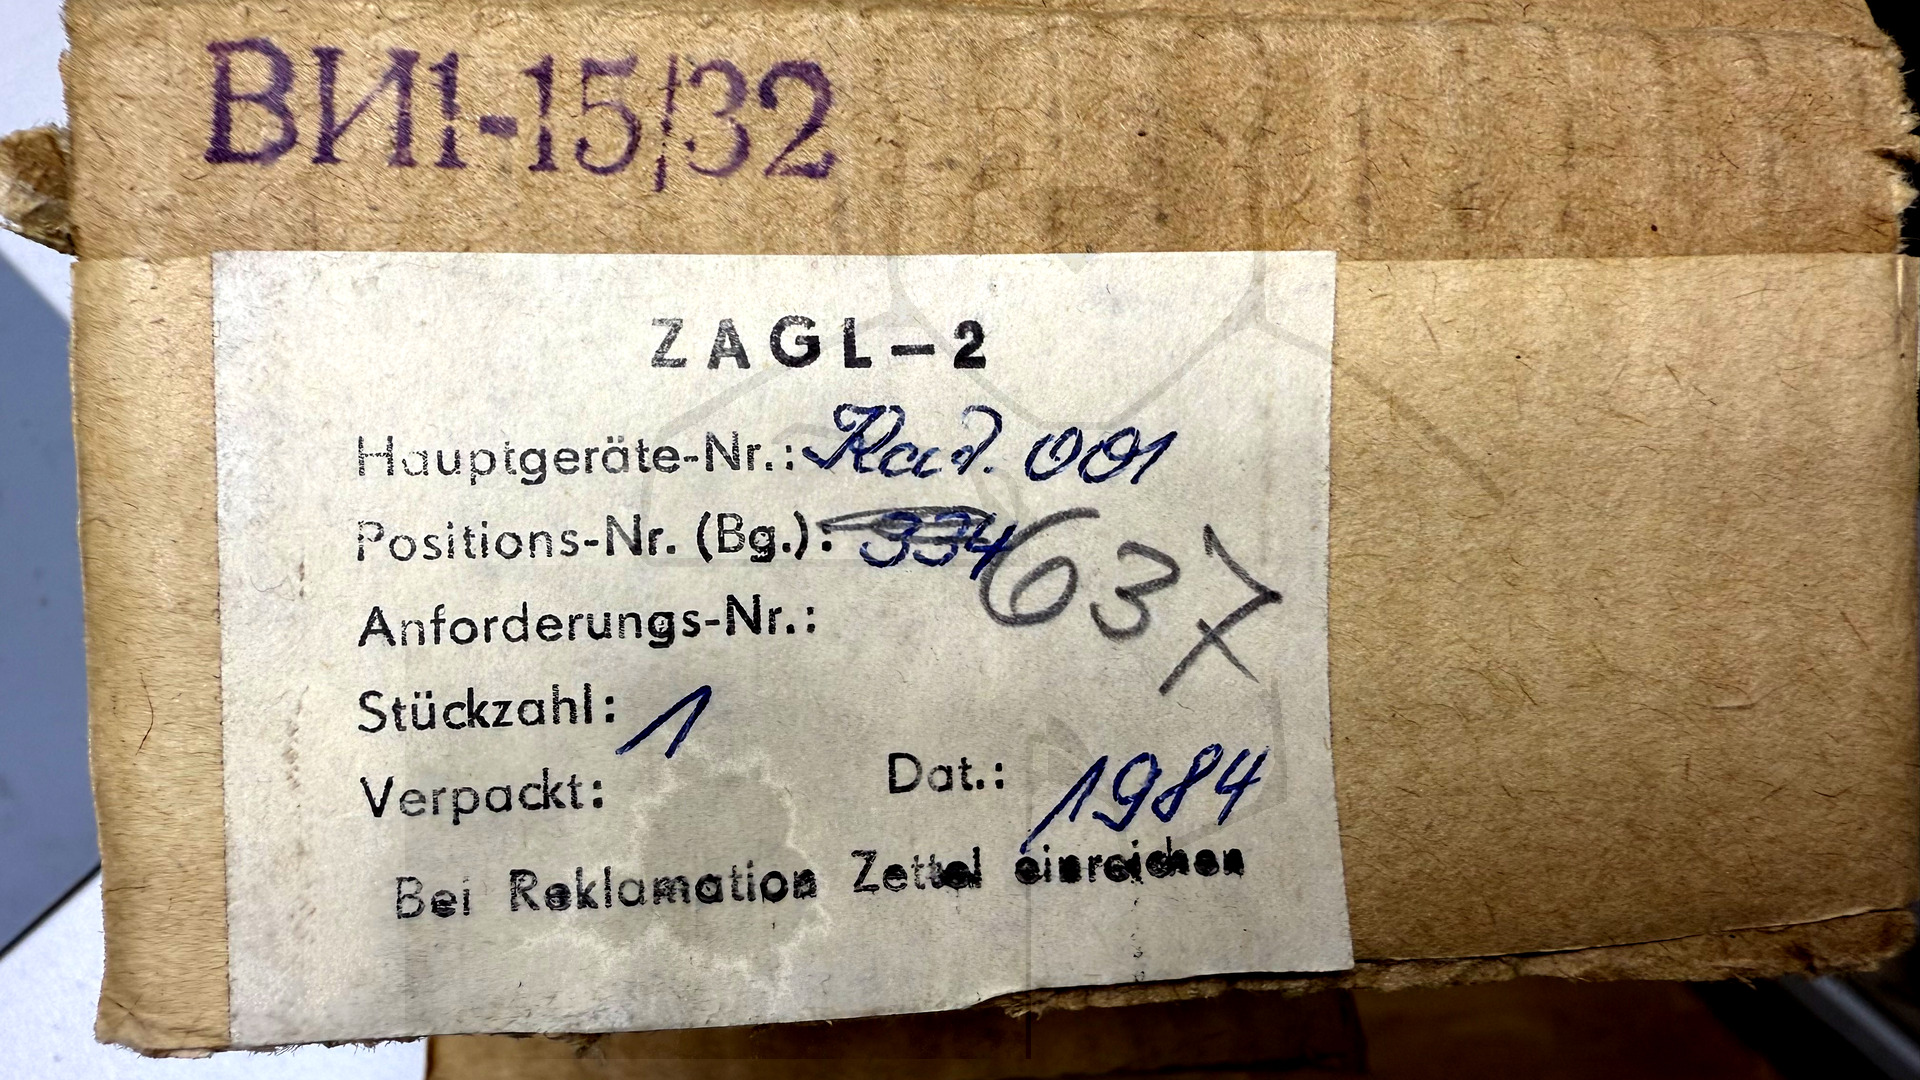 ВИ1-15/32
ZAGL-2
Hauptgeräte-Nr.: Rad. 001
Positions-Nr. (Bg.): 334 637
Anforderungs-Nr.:
Stückzahl: 1
Verpackt: Dat.: 1984
Bei Reklamation Zettel einreichen